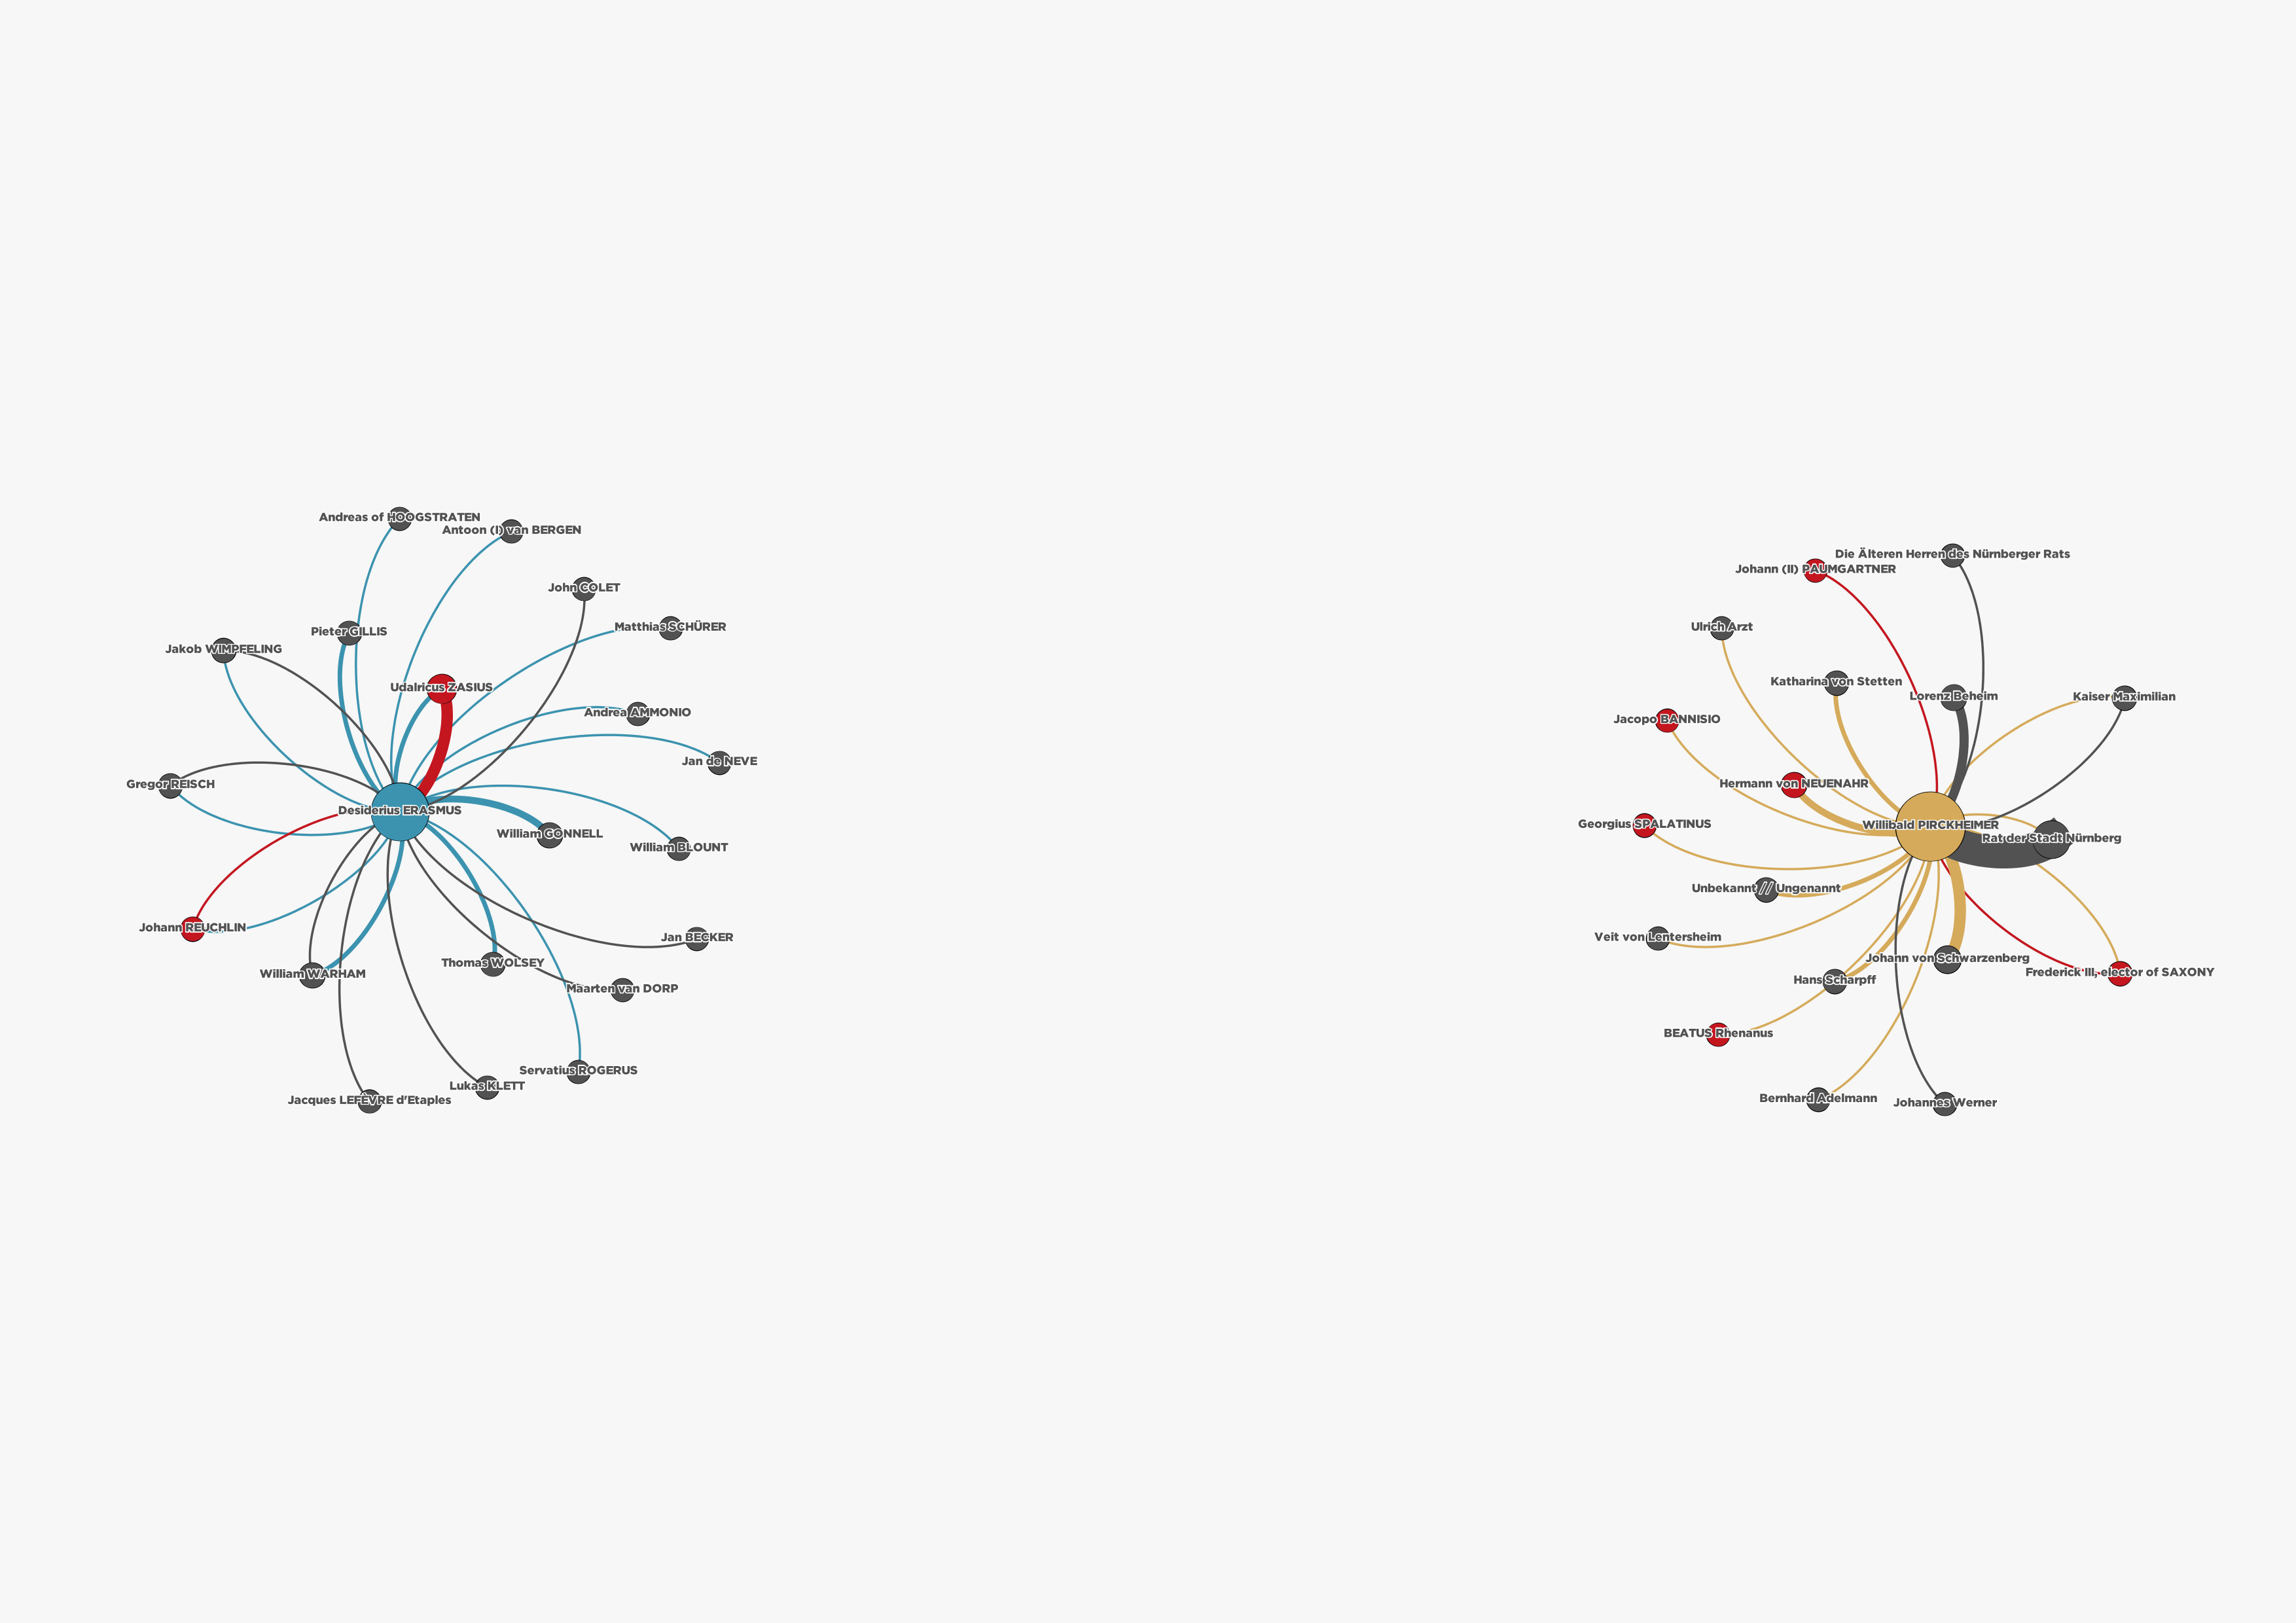 Andreas of HOOGSTRATEN
Antoon (I) van BERGEN
John COLET
Matthias SCHÜRER
Pieter GILLIS
Jakob WIMPFELING
Udalricus ZASIUS
Andrea AMMONIO
Jan de NEVE
Gregor REISCH
Desiderius ERASMUS
William GONNELL
William BLOUNT
Johann REUCHLIN
Jan BECKER
Thomas WOLSEY
William WARHAM
Maarten van DORP
Servatius ROGERUS
Lukas KLETT
Jacques LEFÈVRE d'Etaples
Die Älteren Herren des Nürnberger Rats
Johann (II) PAUMGARTNER
Ulrich Arzt
Katharina von Stetten
Lorenz Beheim
Kaiser Maximilian
Jacopo BANNISIO
Hermann von NEUENAHR
Georgius SPALATINUS
Willibald PIRCKHEIMER
Rat der Stadt Nürnberg
Unbekannt // Ungenannt
Veit von Lentersheim
Johann von Schwarzenberg
Frederick III, elector of SAXONY
Hans Scharpff
BEATUS Rhenanus
Bernhard Adelmann
Johannes Werner